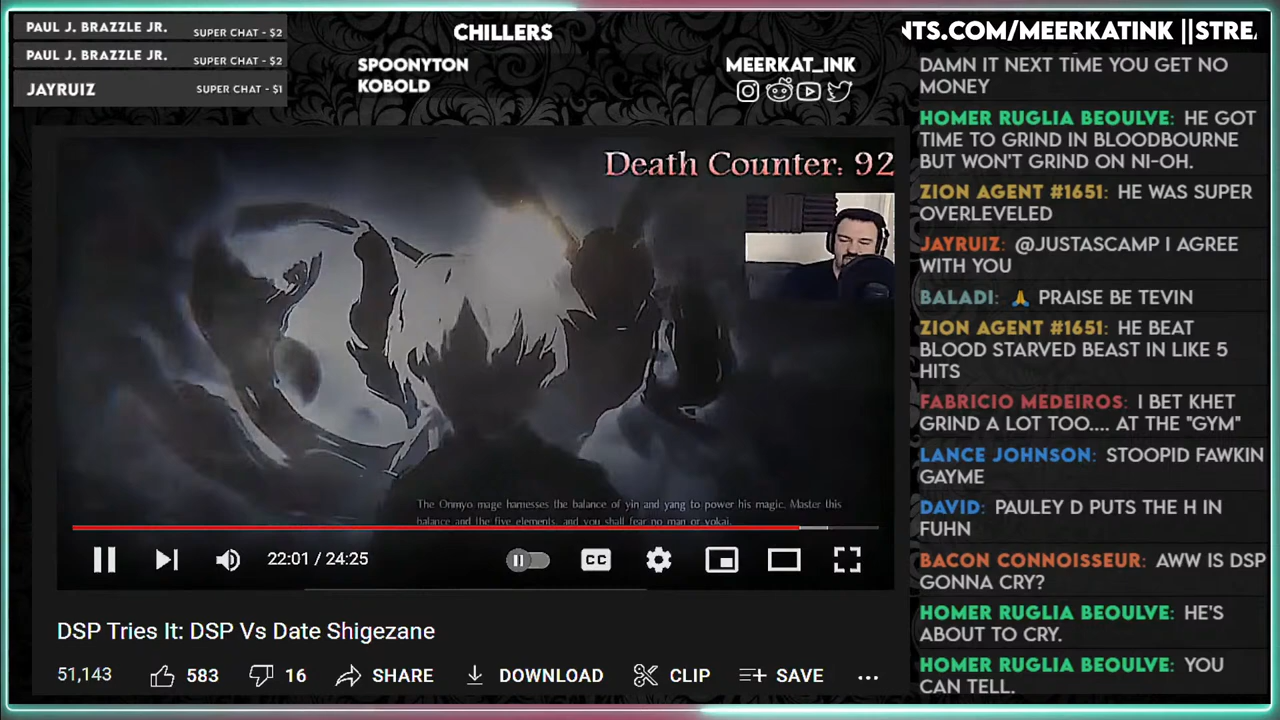 PAUL J. BRAZZLE JR. SUPER CHAT - $2
PAUL J. BRAZZLE JR. SUPER CHAT - $2
JAYRUIZ SUPER CHAT - $1
CHILLERS
SPOONYTON
KOBOLD
MEERKAT_INK
NTS.COM/MEERKATINK ||STREA
Death Counter: 92
The Onmyo mage harnesses the balance of yin and yang to power his magic. Master this
balance and the five elements, and you shall fear no man or yokai.
22:01 / 24:25
CC
DSP Tries It: DSP Vs Date Shigezane
51,143 583 16 SHARE DOWNLOAD CLIP SAVE ...
DAMN IT NEXT TIME YOU GET NO
MONEY
HOMER RUGLIA BEOULVE: HE GOT
TIME TO GRIND IN BLOODBOURNE
BUT WON'T GRIND ON NI-OH.
ZION AGENT #1651: HE WAS SUPER
OVERLEVELED
JAYRUIZ: @JUSTASCAMP I AGREE
WITH YOU
BALADI: 🙏 PRAISE BE TEVIN
ZION AGENT #1651: HE BEAT
BLOOD STARVED BEAST IN LIKE 5
HITS
FABRICIO MEDEIROS: I BET KHET
GRIND A LOT TOO.... AT THE "GYM"
LANCE JOHNSON: STOOPID FAWKIN
GAYME
DAVID: PAULEY D PUTS THE H IN
FUHN
BACON CONNOISSEUR: AWW IS DSP
GONNA CRY?
HOMER RUGLIA BEOULVE: HE'S
ABOUT TO CRY.
HOMER RUGLIA BEOULVE: YOU
CAN TELL.